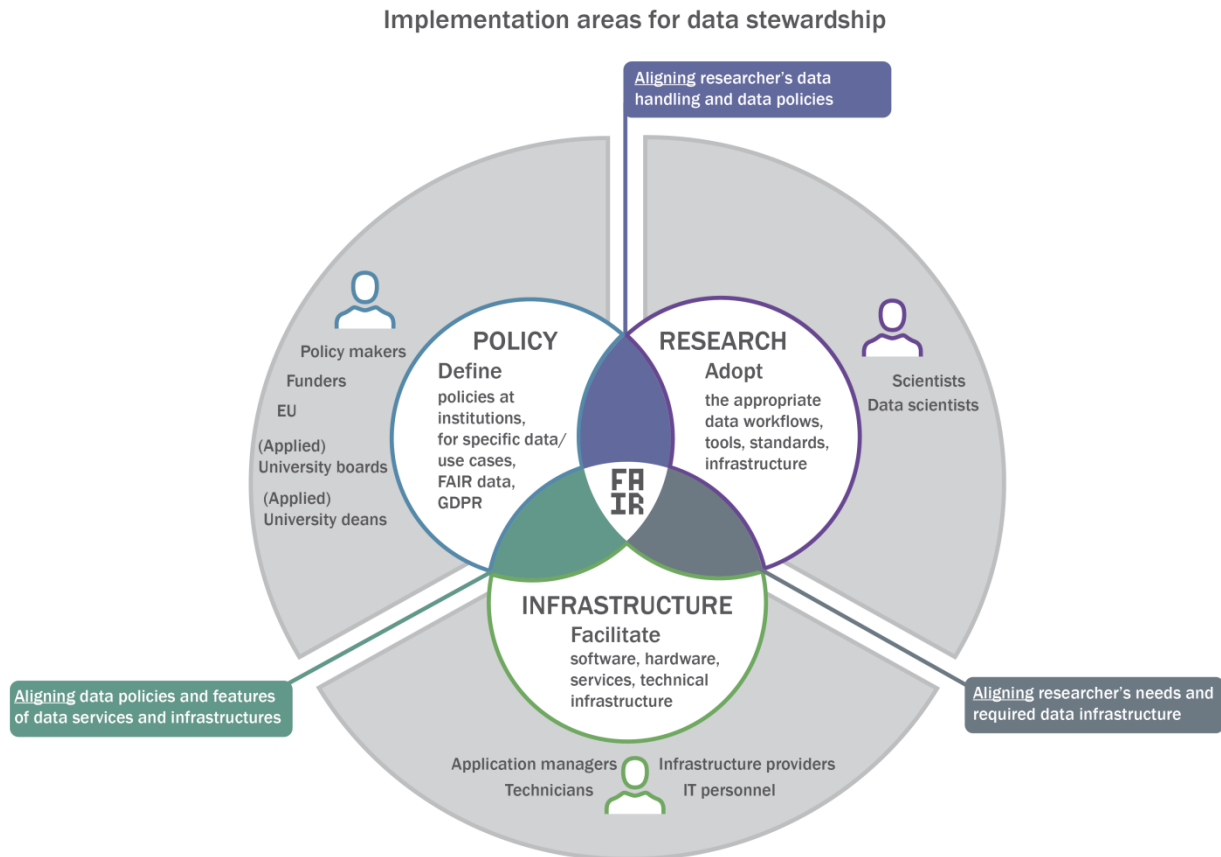 Implementation areas for data stewardship
Aligning researcher's data
handling and data policies
Policy makers
Funders
EU
(Applied)
University boards
(Applied)
University deans
POLICY
Define
policies at
institutions,
for specific data/
use cases,
FAIR data,
GDPR
RESEARCH
Adopt
the appropriate
data workflows,
tools, standards,
infrastructure
Scientists
Data scientists
FA
IR
INFRASTRUCTURE
Facilitate
software, hardware,
services, technical
infrastructure
Aligning data policies and features
of data services and infrastructures
Aligning researcher's needs and
required data infrastructure
Application managers
Technicians
Infrastructure providers
IT personnel